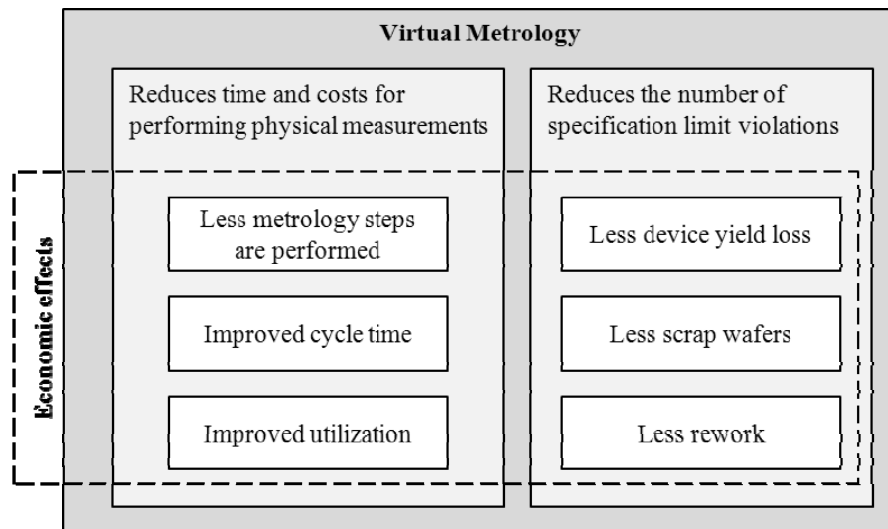 Virtual Metrology
Reduces time and costs for
performing physical measurements
Less metrology steps
are performed
Improved cycle time
Improved utilization
Reduces the number of
specification limit violations
Less device yield loss
Less scrap wafers
Less rework
Economic effects